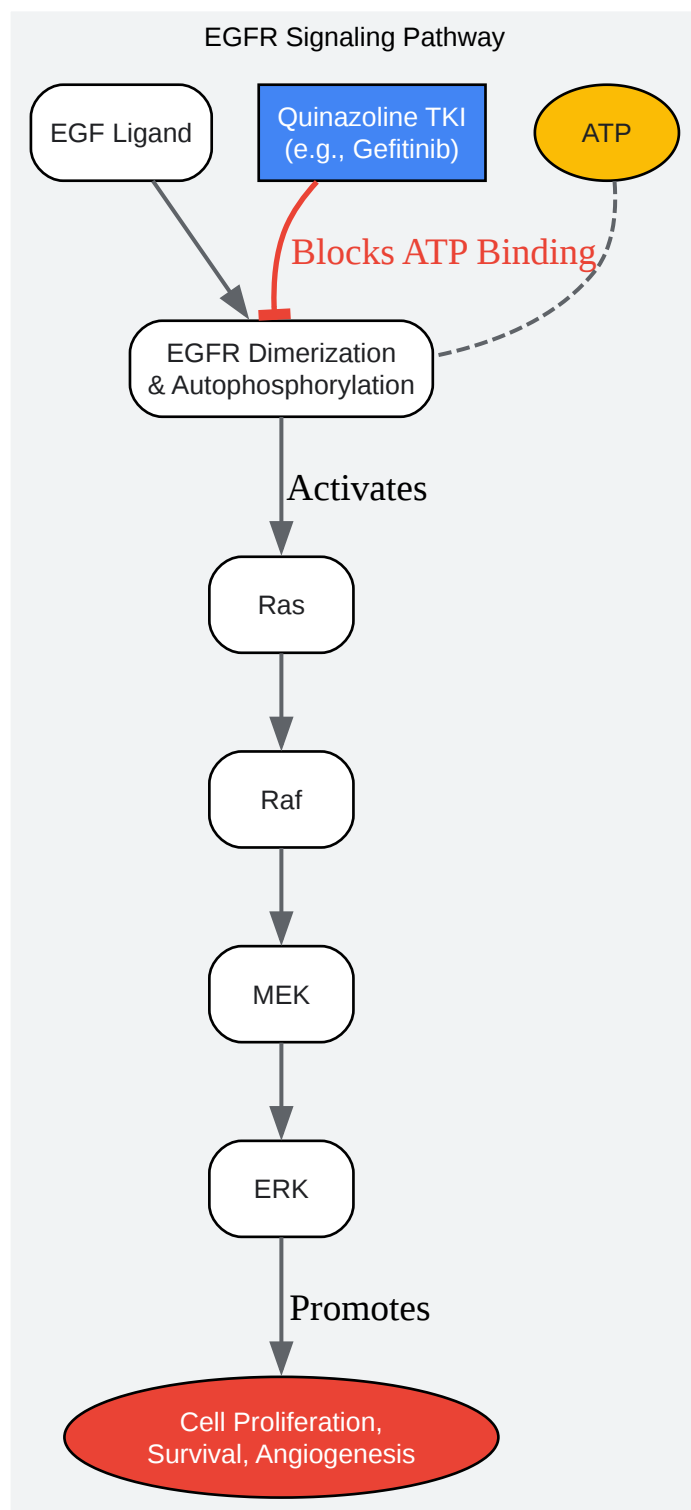 EGFR Signaling Pathway
EGF Ligand
Quinazoline TKI
(e.g., Gefitinib)
ATP
Blocks ATP Binding
EGFR Dimerization
& Autophosphorylation
Activates
Ras
Raf
MEK
ERK
Promotes
Cell Proliferation,
Survival, Angiogenesis